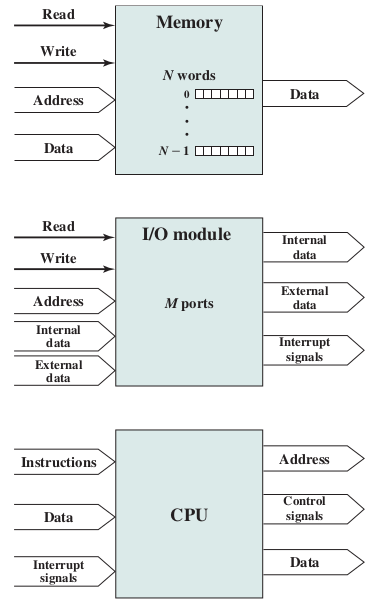 Read
Memory
Write
N words
0
Address
Data
Data
N – 1
Read
I/O module
Internal
data
Write
Address
M ports
External
data
Internal
data
Interrupt
signals
External
data
Instructions
Address
Data
CPU
Control
signals
Interrupt
signals
Data